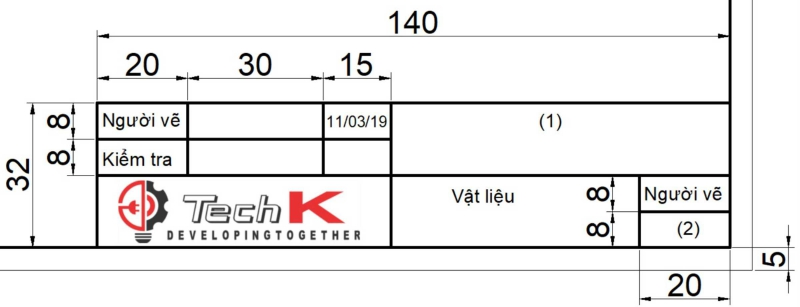 140
20 30 15
8 Người vẽ 11/03/19 (1)
32
8 Kiểm tra
Tech K Vật liệu 8 Người vẽ
DEVELOPINGTOGETHER 8 (2)
5
20